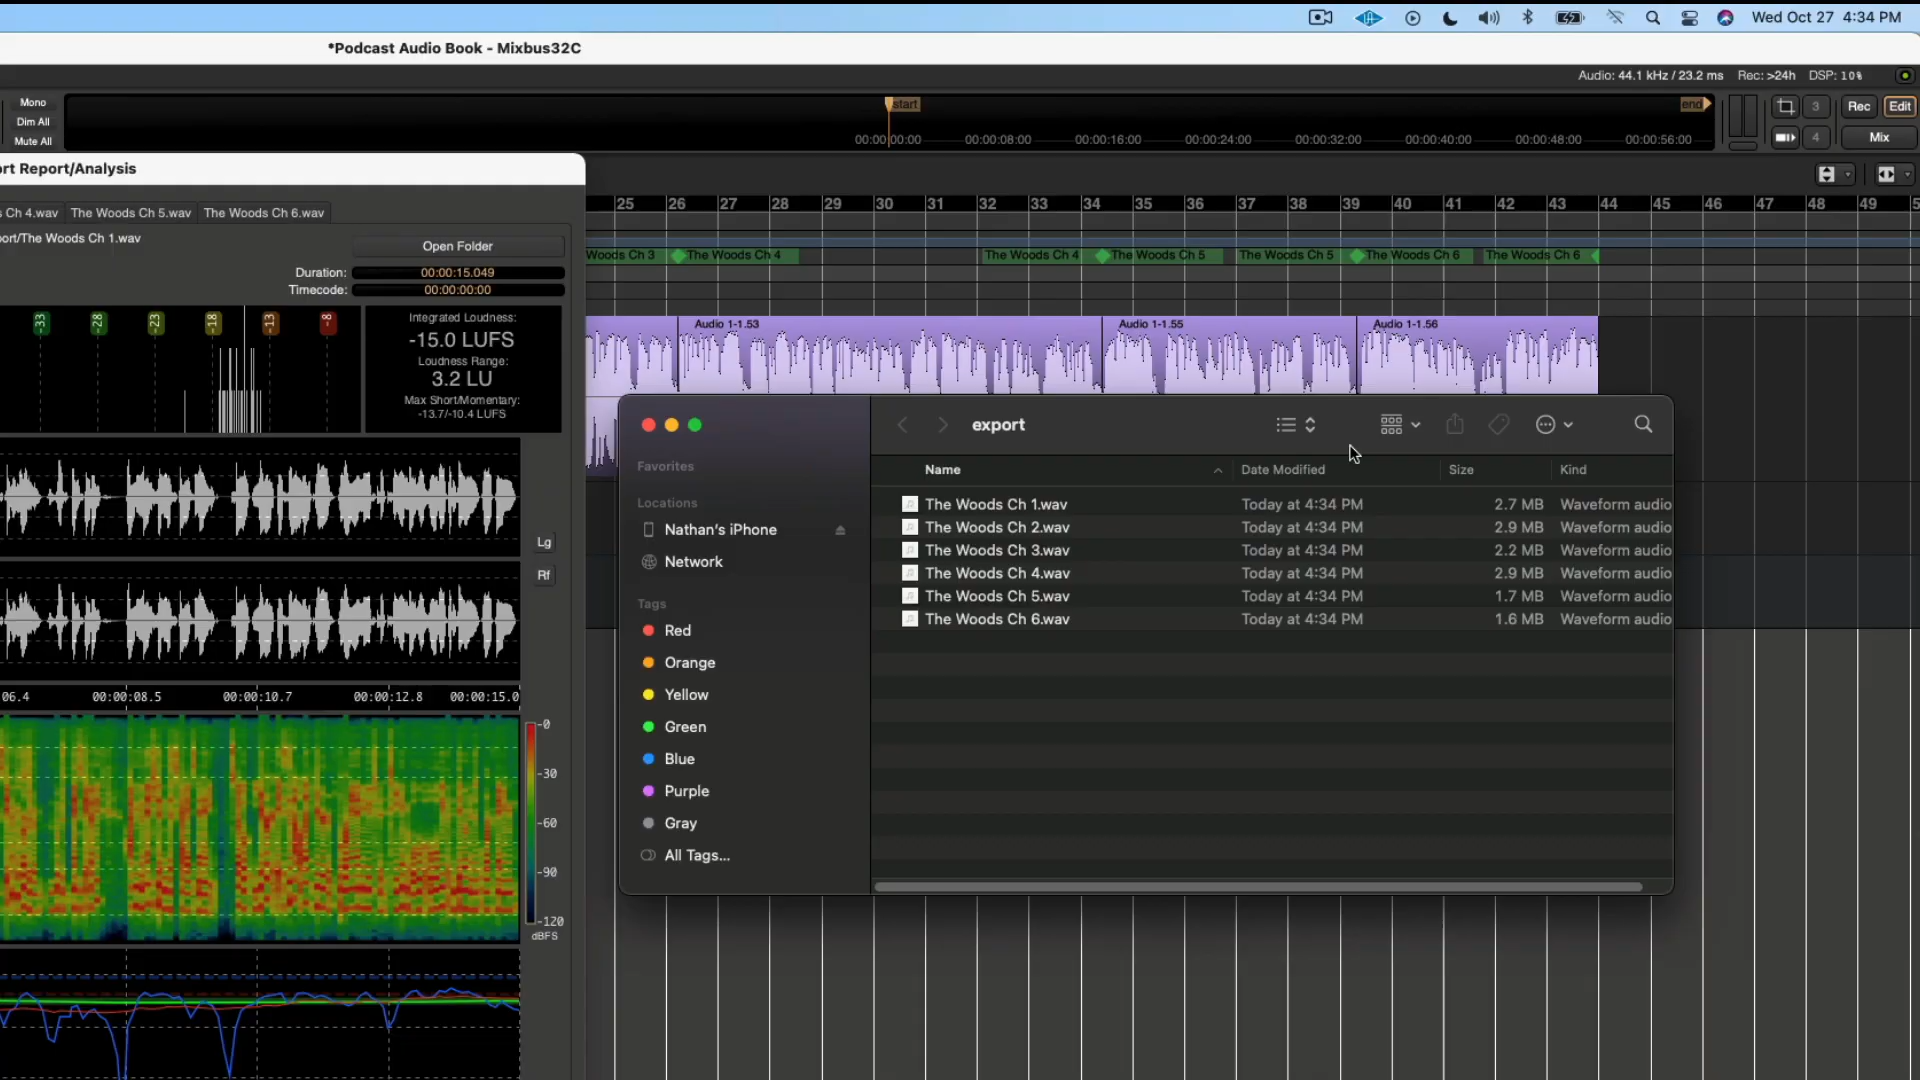 Wed Oct 27 4:34 PM
*Podcast Audio Book - Mixbus32C
Audio: 44.1 kHz / 23.2 ms Rec: >24h DSP: 10%
Mono
Dim All
Mute All
start
end
00:00:00:00 00:00:08:00 00:00:16:00 00:00:24:00 00:00:32:00 00:00:40:00 00:00:48:00 00:00:56:00
3
Rec
Edit
4
Mix
ort Report/Analysis
25 26 27 28 29 30 31 32 33 34 35 36 37 38 39 40 41 42 43 44 45 46 47 48 49 5
s Ch 4.wav The Woods Ch 5.wav The Woods Ch 6.wav
ort/The Woods Ch 1.wav
Open Folder
Duration: 00:00:15.049
Timecode: 00:00:00:00
Woods Ch 3 The Woods Ch 4 The Woods Ch 4 The Woods Ch 5 The Woods Ch 5 The Woods Ch 6 The Woods Ch 6
-33 -28 -23 -18 -13 -8
Integrated Loudness:
-15.0 LUFS
Loudness Range:
3.2 LU
Max Short/Momentary:
-13.7/-10.4 LUFS
Audio 1-1.53 Audio 1-1.55 Audio 1-1.56
Lg
Rf
06.4 00:00:08.5 00:00:10.7 00:00:12.8 00:00:15.0
-0
-30
-60
-90
-120
dBFS
export
Favorites
Locations
Nathan's iPhone
Network
Tags
Red
Orange
Yellow
Green
Blue
Purple
Gray
All Tags...
Name Date Modified Size Kind
The Woods Ch 1.wav Today at 4:34 PM 2.7 MB Waveform audio
The Woods Ch 2.wav Today at 4:34 PM 2.9 MB Waveform audio
The Woods Ch 3.wav Today at 4:34 PM 2.2 MB Waveform audio
The Woods Ch 4.wav Today at 4:34 PM 2.9 MB Waveform audio
The Woods Ch 5.wav Today at 4:34 PM 1.7 MB Waveform audio
The Woods Ch 6.wav Today at 4:34 PM 1.6 MB Waveform audio